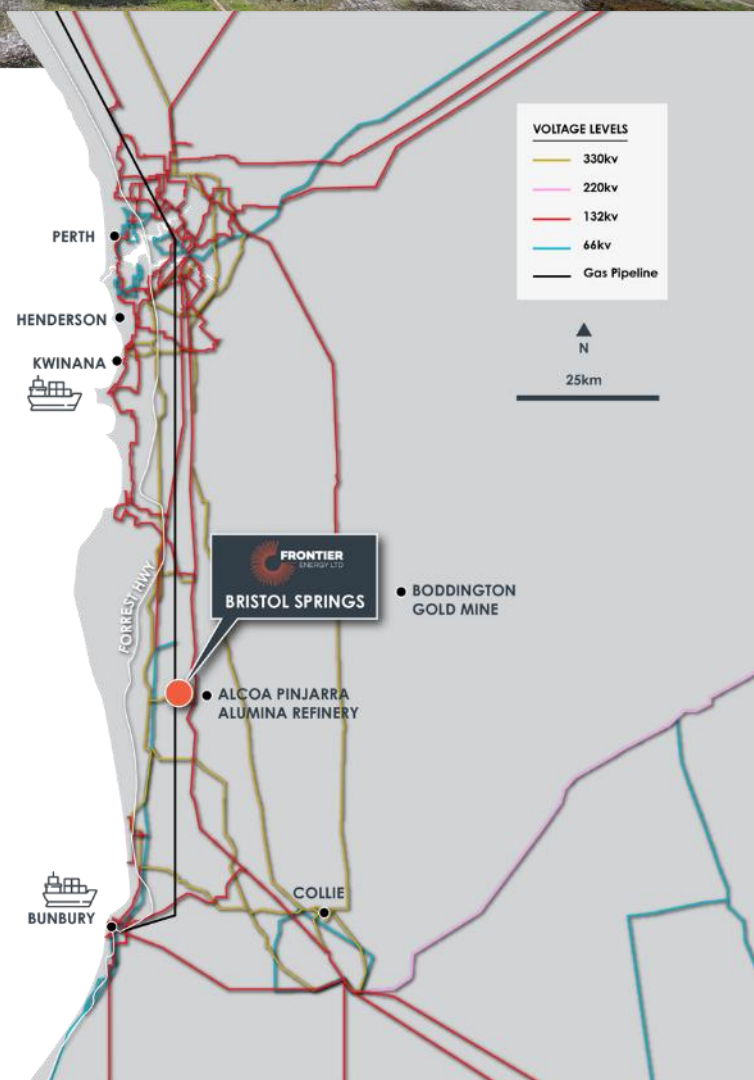 VOLTAGE LEVELS
330kv
220kv
132kv
66kv
Gas Pipeline
N
25km
PERTH
HENDERSON
KWINANA
FORREST HWY
FRONTIER
ENERGY LTD
BRISTOL SPRINGS
BODDINGTON
GOLD MINE
ALCOA PINJARRA
ALUMINA REFINERY
COLLIE
BUNBURY